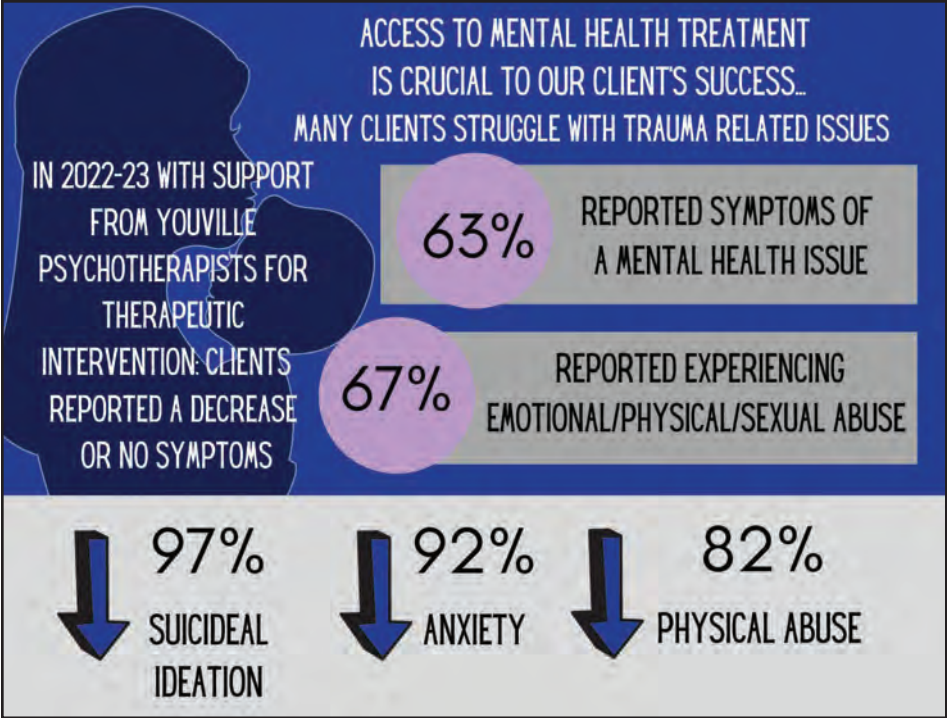 ACCESS TO MENTAL HEALTH TREATMENT
IS CRUCIAL TO OUR CLIENT'S SUCCESS...
MANY CLIENTS STRUGGLE WITH TRAUMA RELATED ISSUES
IN 2022-23 WITH SUPPORT
FROM YOUVILLE
PSYCHOTHERAPISTS FOR
THERAPEUTIC
INTERVENTION: CLIENTS
REPORTED A DECREASE
OR NO SYMPTOMS
63%
REPORTED SYMPTOMS OF
A MENTAL HEALTH ISSUE
67%
REPORTED EXPERIENCING
EMOTIONAL/PHYSICAL/SEXUAL ABUSE
97%
SUICIDEAL
IDEATION
92%
ANXIETY
82%
PHYSICAL ABUSE